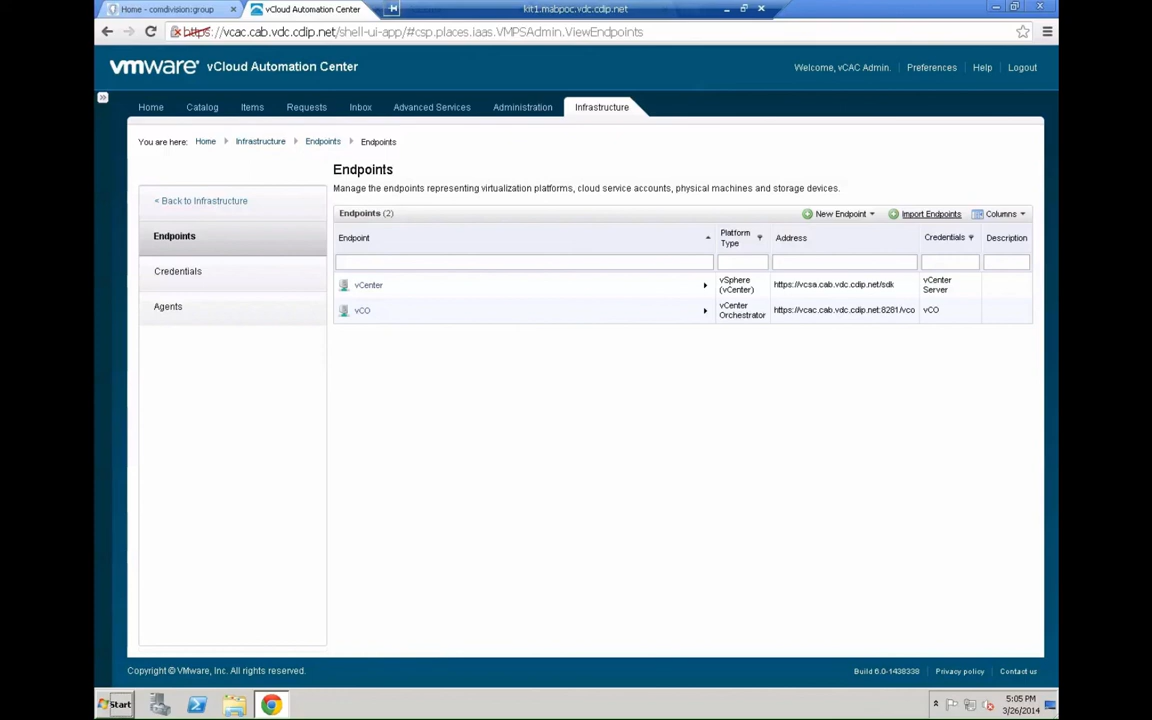 Home - comdivision:group
vCloud Automation Center
kit1.mabpoc.vdc.cdip.net
https://vcac.cab.vdc.cdip.net/shell-ui-app/#csp.places.iaas.VMPSAdmin.ViewEndpoints
vmware® vCloud Automation Center
Welcome, vCAC Admin. Preferences Help Logout
Home Catalog Items Requests Inbox Advanced Services Administration Infrastructure
You are here: Home Infrastructure Endpoints Endpoints
Endpoints
Manage the endpoints representing virtualization platforms, cloud service accounts, physical machines and storage devices.
< Back to Infrastructure
Endpoints
Credentials
Agents
Endpoints (2) New Endpoint Import Endpoints Columns
Endpoint Platform Type Address Credentials Description
vCenter vSphere (vCenter) https://vcsa.cab.vdc.cdip.net/sdk vCenter Server
vCO vCenter Orchestrator https://vcac.cab.vdc.cdip.net:8281/vco vCO
Copyright © VMware, Inc. All rights reserved.
Build 6.0-1438338 Privacy policy Contact us
Start
5:05 PM
3/26/2014